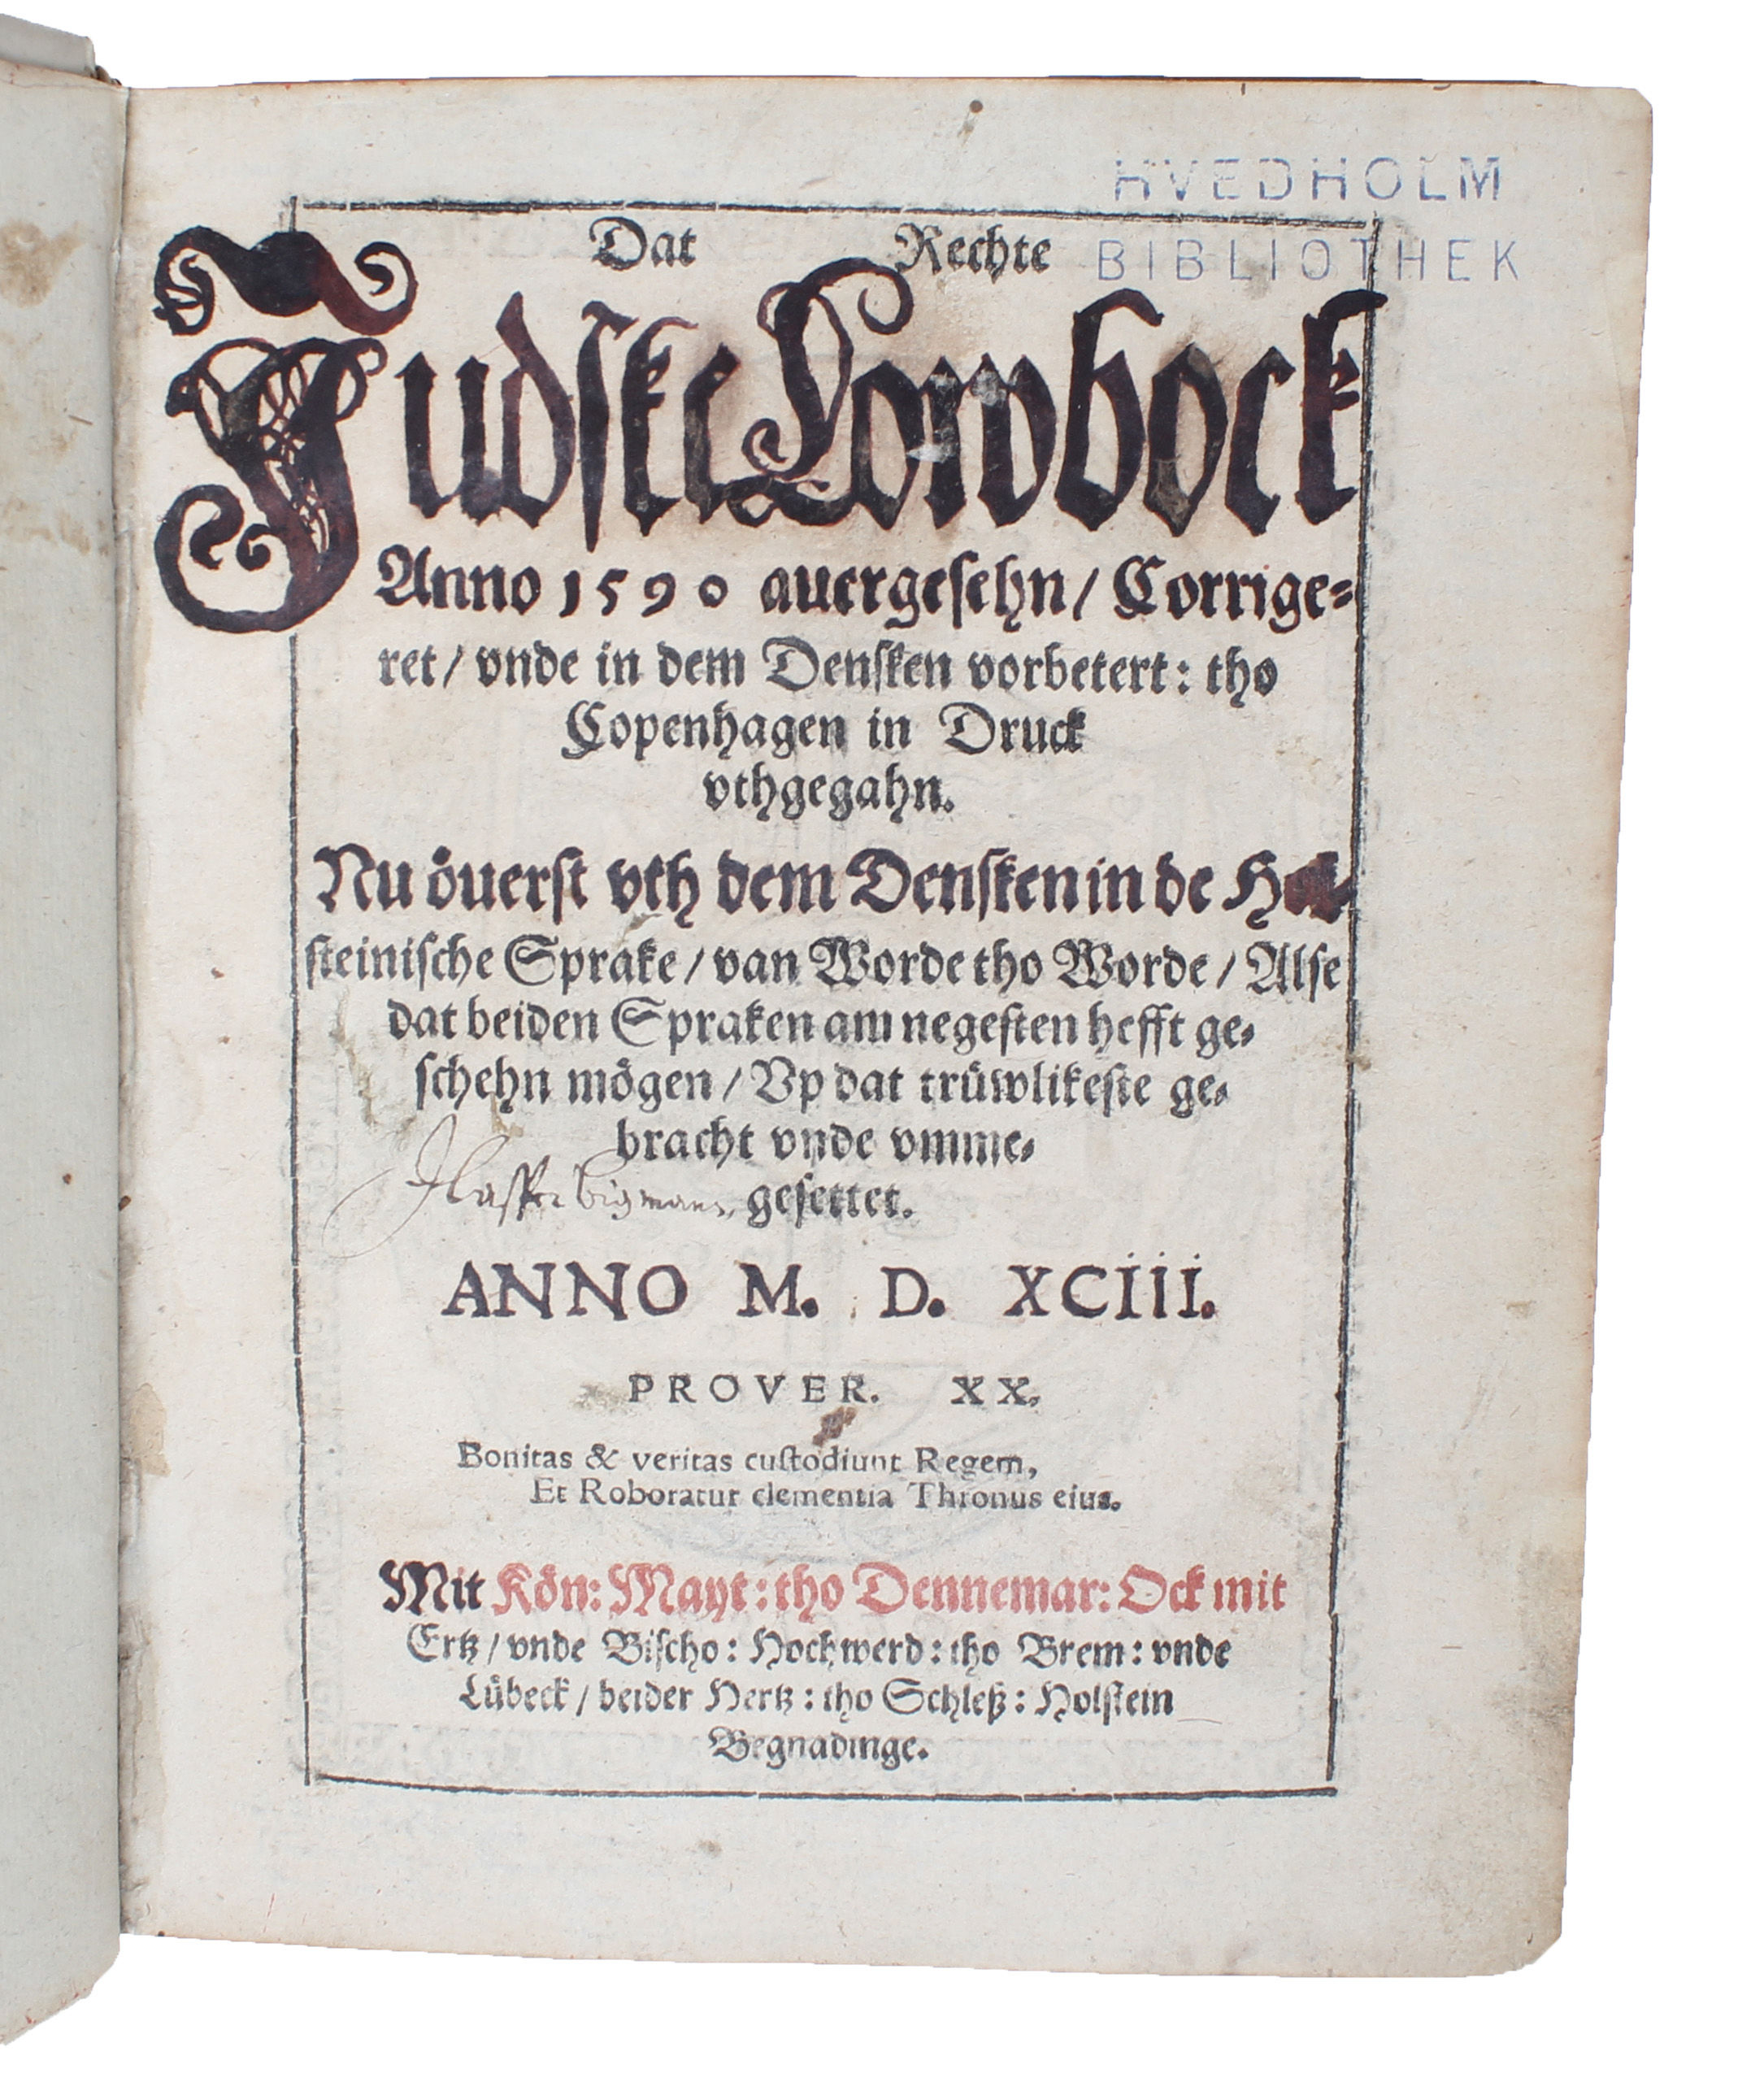 HVEDHOLM
BIBLIOTHEK
Dat Rechte
Judske Lowbock
Anno 1590 auergesehn/ Corrige-
ret/ vnde in dem Densken vorbetert: tho
Copenhagen in Druck
vthgegahn.
Nu öuerst vth dem Densken in de Hol-
steinische Sprake/ van Worde tho Worde/ Alse
dat beiden Spraken am negesten hefft ge-
schehn mögen/ Vp dat trüwlikeste ge-
bracht vnde vmme-
gesettet.
ANNO M. D. XCIII.
PROVER. XX.
Bonitas & veritas custodiunt Regem,
Et Roboratur clementia Thronus eius.
Mit Kön: Mayt: tho Dennemar: Ock mit
Ertz/ vnde Bischo: Hochwerd: tho Brem: vnde
Lübeck/ beider Hertz: tho Schleß: Holstein
Begnadinge.